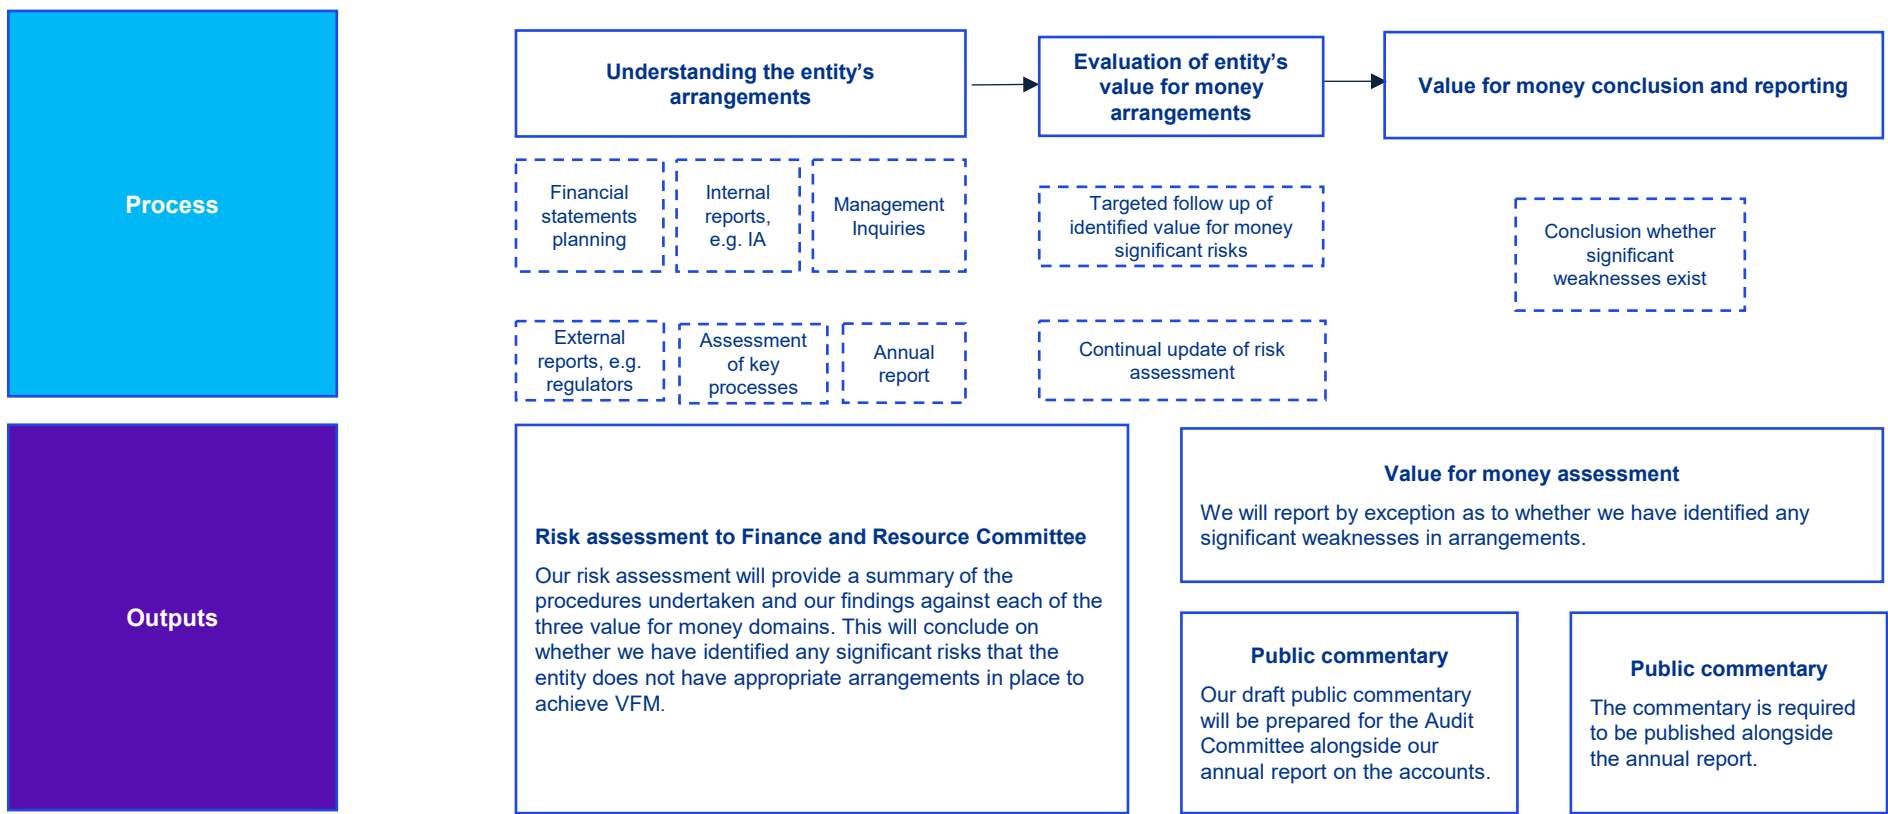 Process
Understanding the entity’s
arrangements
Evaluation of entity’s
value for money
arrangements
Value for money conclusion and reporting
Financial
statements
planning
Internal
reports,
e.g. IA
Management
Inquiries
Targeted follow up of
identified value for money
significant risks
Conclusion whether
significant
weaknesses exist
External
reports, e.g.
regulators
Assessment
of key
processes
Annual
report
Continual update of risk
assessment
Outputs
Risk assessment to Finance and Resource Committee
Our risk assessment will provide a summary of the
procedures undertaken and our findings against each of the
three value for money domains. This will conclude on
whether we have identified any significant risks that the
entity does not have appropriate arrangements in place to
achieve VFM.
Value for money assessment
We will report by exception as to whether we have identified any
significant weaknesses in arrangements.
Public commentary
Our draft public commentary
will be prepared for the Audit
Committee alongside our
annual report on the accounts.
Public commentary
The commentary is required
to be published alongside
the annual report.